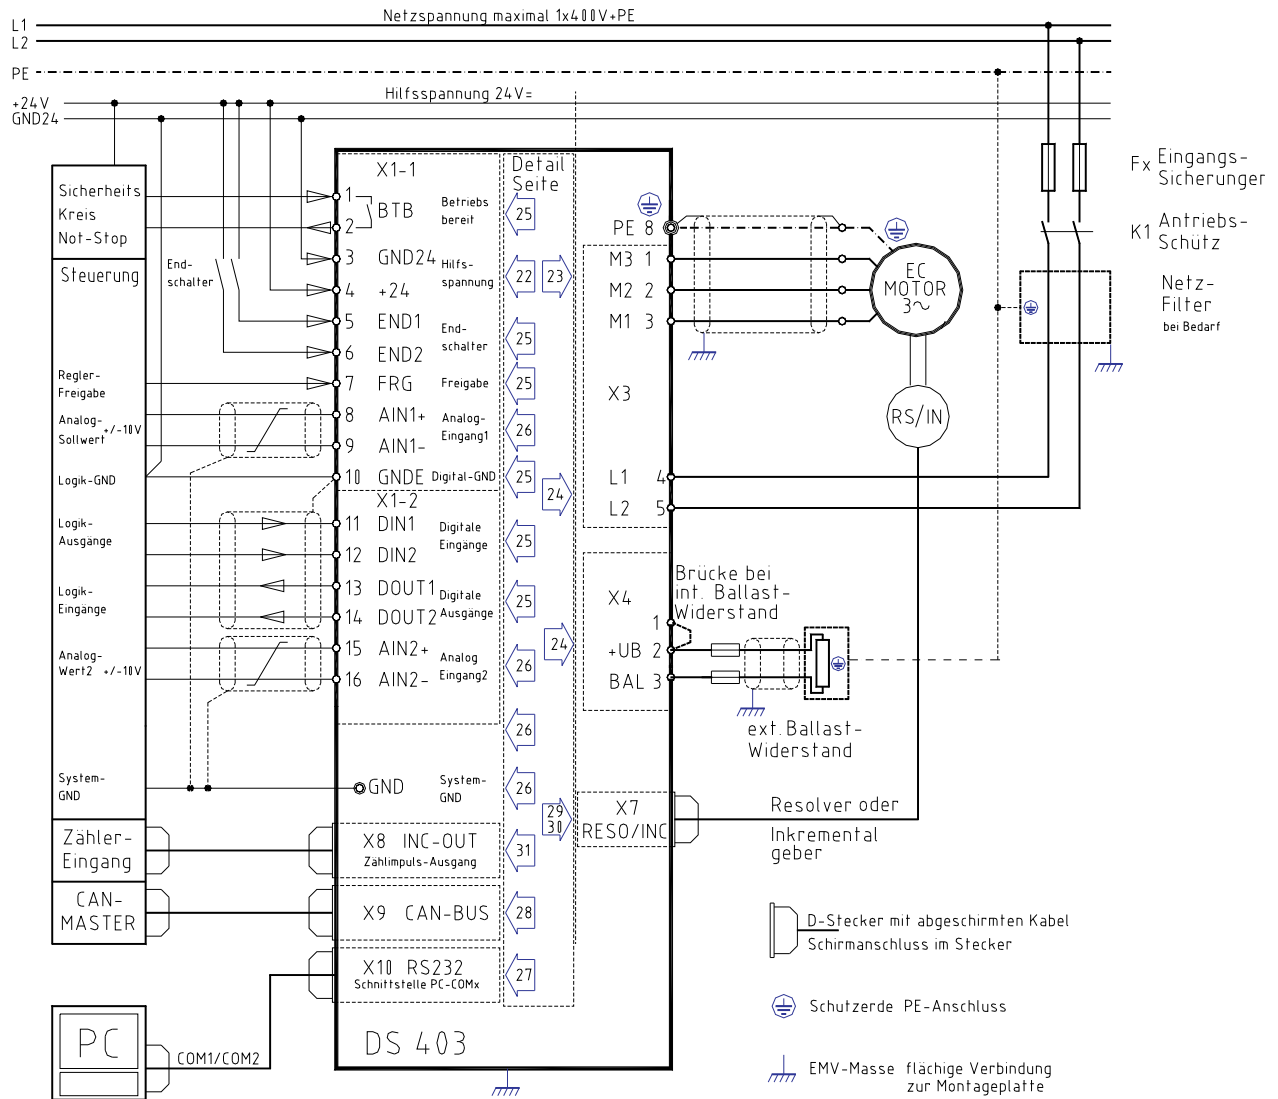 Netzspannung maximal 1x400V+PE
L1
L2
PE
Hilfsspannung 24V=
+24V
GND24
Sicherheits
Kreis
Not-Stop
Steuerung
End-
schalter
Regler-
Freigabe
Analog-
Sollwert +/-10V
Logik-GND
Logik-
Ausgänge
Logik-
Eingänge
Analog-
Wert2 +/-10V
System-
GND
Zähler-
Eingang
CAN-
MASTER
PC
COM1/COM2
X1-1
Detail
Seite
1
BTB
2
Betriebs
bereit
25
3 GND24
4 +24
Hilfs-
spannung
22
23
5 END1
6 END2
End-
schalter
25
7 FRG Freigabe
25
8 AIN1+
9 AIN1-
Analog-
Eingang1
26
10 GNDE Digital-GND
25
24
X1-2
11 DIN1
12 DIN2
Digitale
Eingänge
25
13 DOUT1
14 DOUT2
Digitale
Ausgänge
25
15 AIN2+
16 AIN2-
Analog
Eingang2
26
24
26
GND
System-
GND
26
29
30
X8 INC-OUT
Zählimpuls-Ausgang
31
X9 CAN-BUS
28
X10 RS232
Schnittstelle PC-COMx
27
DS 403
PE 8
M3 1
M2 2
M1 3
X3
L1 4
L2 5
X4
1
+UB 2
BAL 3
X7
RESO/INC
EC
MOTOR
3~
RS/IN
Brücke bei
int. Ballast-
Widerstand
ext. Ballast-
Widerstand
Resolver oder
Inkremental
geber
Fx Eingangs-
Sicherunger
K1 Antriebs-
Schütz
Netz-
Filter
bei Bedarf
D-Stecker mit abgeschirmten Kabel
Schirmanschluss im Stecker
Schutzerde PE-Anschluss
EMV-Masse flächige Verbindung
zur Montageplatte